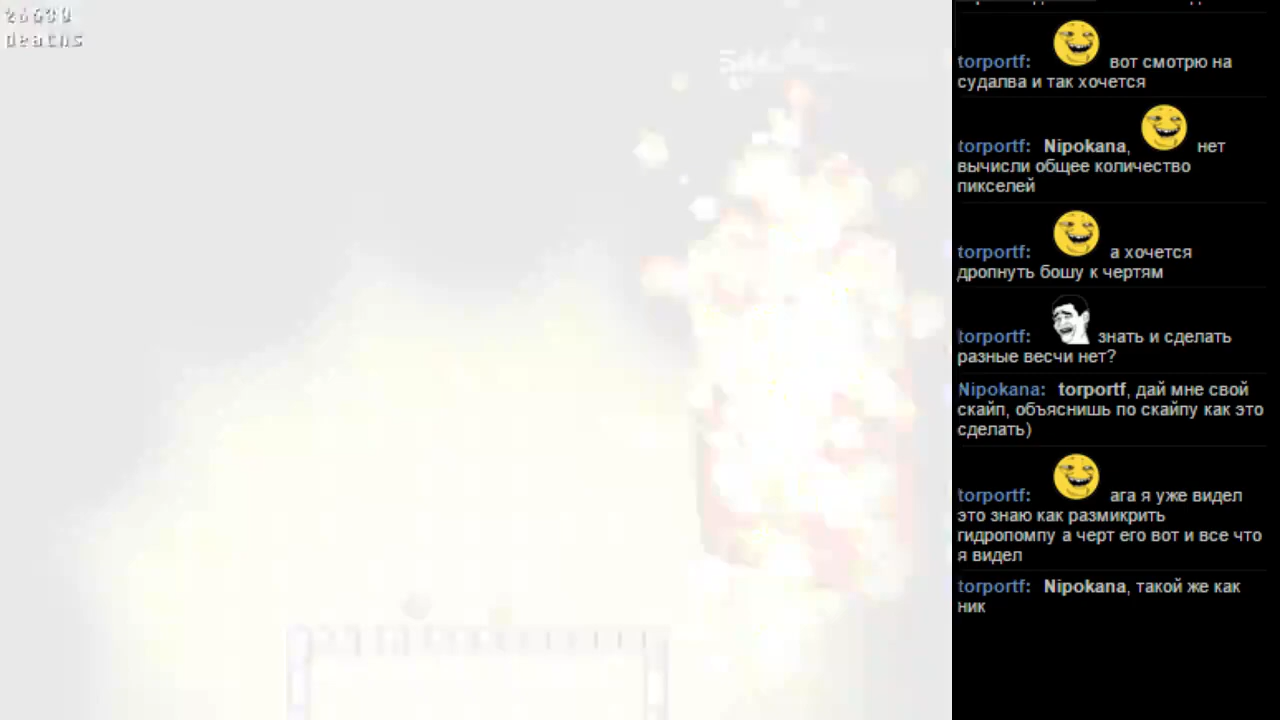 deaths
torportf: вот смотрю на
судалва и так хочется
torportf: Nipokana, нет
вычисли общее количество
пикселей
torportf: а хочется
дропнуть бошу к чертям
torportf: знать и сделать
разные весчи нет?
Nipokana: torportf, дай мне свой
скайп, объяснишь по скайпу как это
сделать)
torportf: ага я уже видел
это знаю как размикрить
гидропомпу а черт его вот и все что
я видел
torportf: Nipokana, такой же как
ник